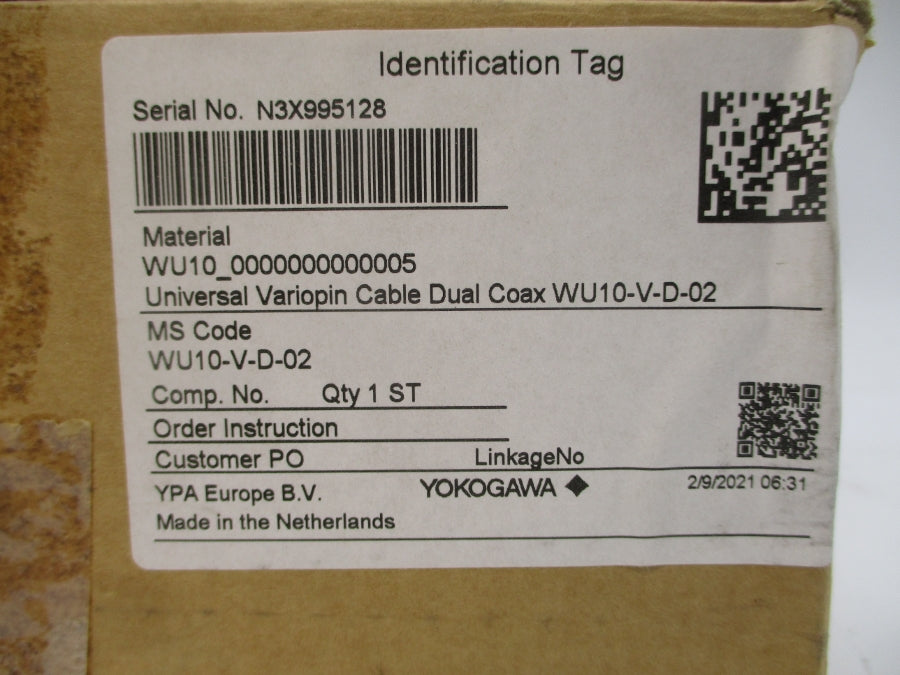 Identification Tag
Serial No. N3X995128
Material
WU10_0000000000005
Universal Variopin Cable Dual Coax WU10-V-D-02
MS Code
WU10-V-D-02
Comp. No. Qty 1 ST
Order Instruction
Customer PO LinkageNo
YPA Europe B.V. YOKOGAWA 2/9/2021 06:31
Made in the Netherlands